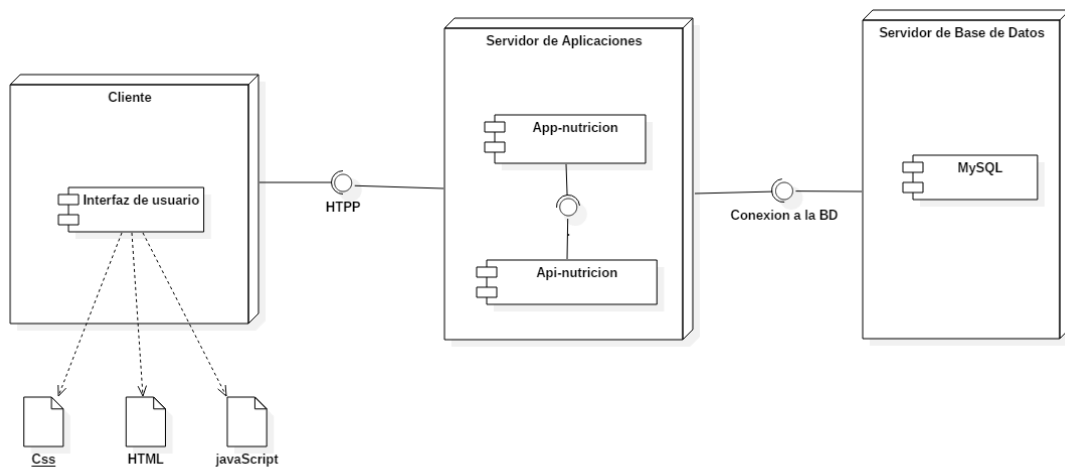 Cliente
Interfaz de usuario
Css
HTML
javaScript
HTPP
Servidor de Aplicaciones
App-nutricion
Api-nutricion
Conexion a la BD
Servidor de Base de Datos
MySQL